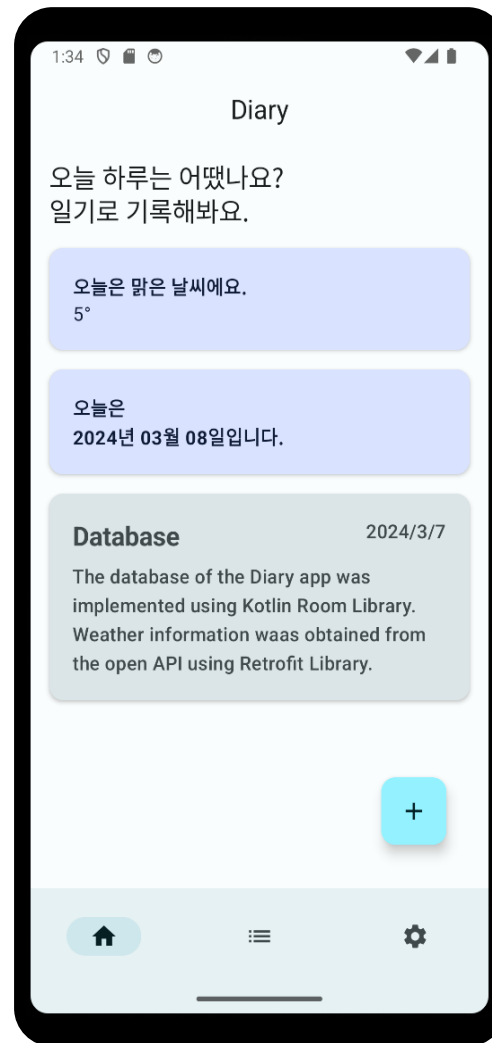 1:34
Diary
오늘 하루는 어땠나요?
일기로 기록해봐요.
오늘은 맑은 날씨에요.
5°
오늘은
2024년 03월 08일입니다.
Database 2024/3/7
The database of the Diary app was
implemented using Kotlin Room Library.
Weather information waas obtained from
the open API using Retrofit Library.
+